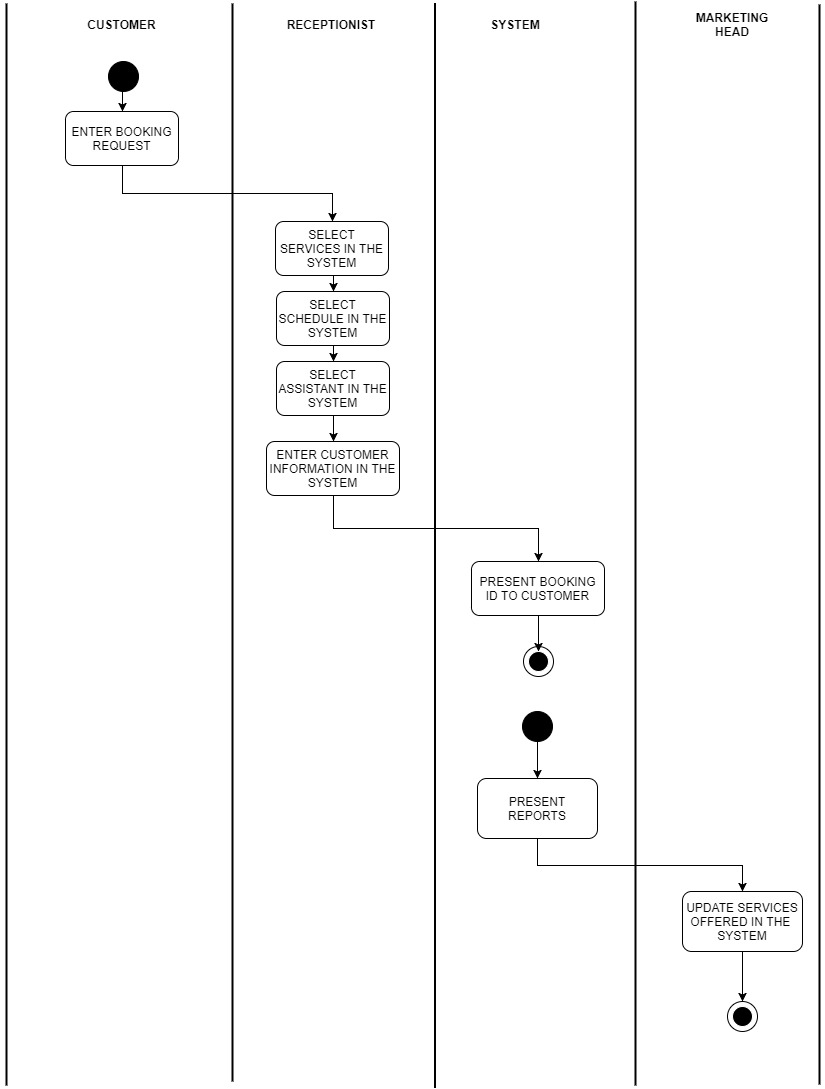 CUSTOMER
RECEPTIONIST
SYSTEM
MARKETING
HEAD
ENTER BOOKING
REQUEST
SELECT
SERVICES IN THE
SYSTEM
SELECT
SCHEDULE IN THE
SYSTEM
SELECT
ASSISTANT IN THE
SYSTEM
ENTER CUSTOMER
INFORMATION IN THE
SYSTEM
PRESENT BOOKING
ID TO CUSTOMER
PRESENT
REPORTS
UPDATE SERVICES
OFFERED IN THE
SYSTEM